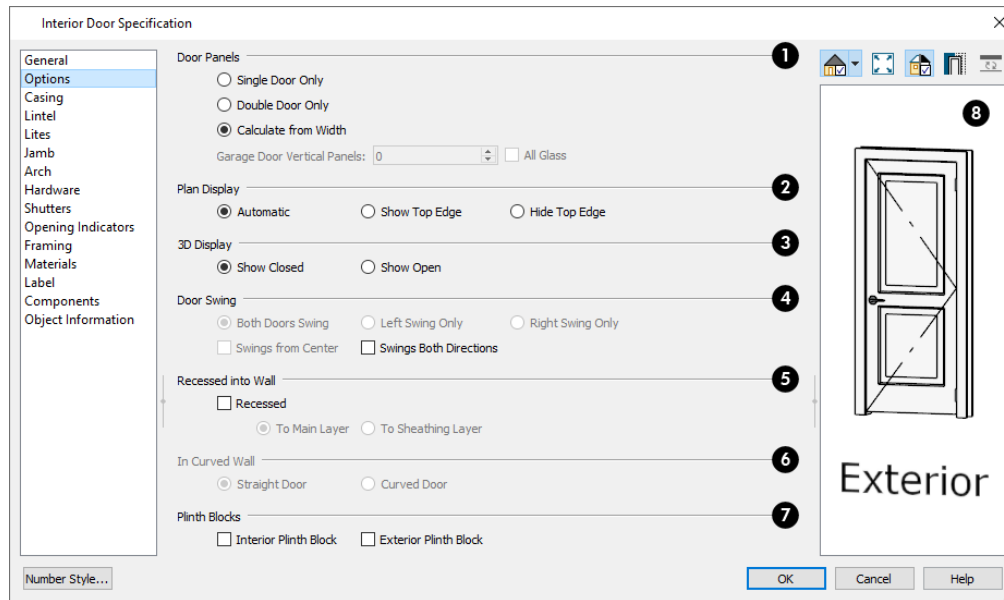 Interior Door Specification
General
Options
Casing
Lintel
Lites
Jamb
Arch
Hardware
Shutters
Opening Indicators
Framing
Materials
Label
Components
Object Information
Door Panels 1
Single Door Only
Double Door Only
Calculate from Width
Garage Door Vertical Panels: 0 All Glass
Plan Display 2
Automatic Show Top Edge Hide Top Edge
3D Display 3
Show Closed Show Open
Door Swing 4
Both Doors Swing Left Swing Only Right Swing Only
Swings from Center Swings Both Directions
Recessed into Wall 5
Recessed
To Main Layer To Sheathing Layer
In Curved Wall 6
Straight Door Curved Door
Plinth Blocks 7
Interior Plinth Block Exterior Plinth Block
8
Exterior
Number Style... OK Cancel Help